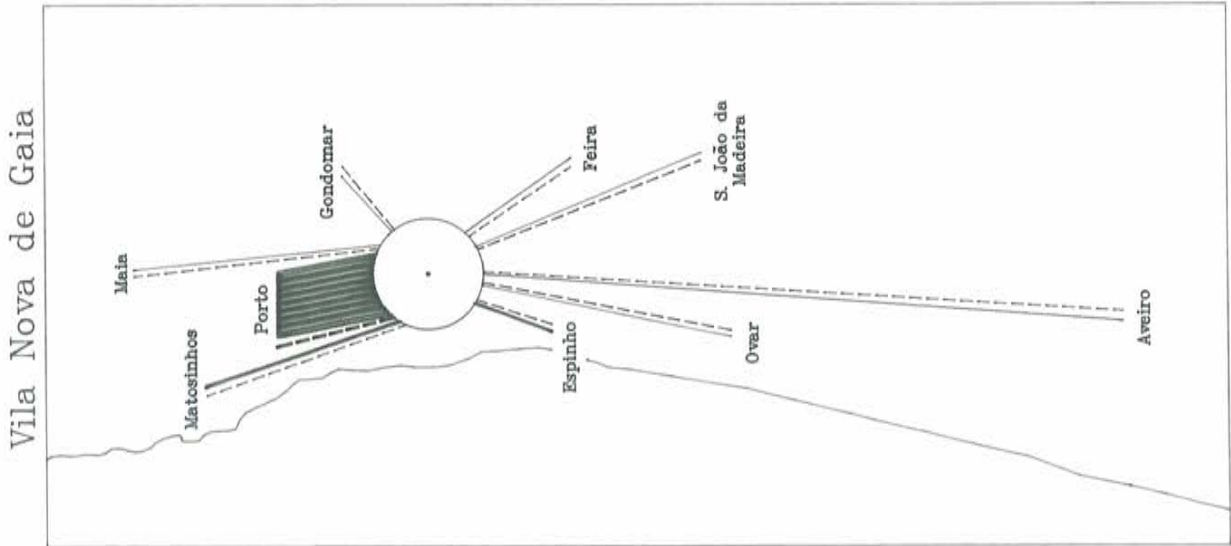 Vila Nova de Gaia
Maia
Gondomar
Porto
Matosinhos
Feira
S. João da
Madeira
Espinho
Ovar
Aveiro